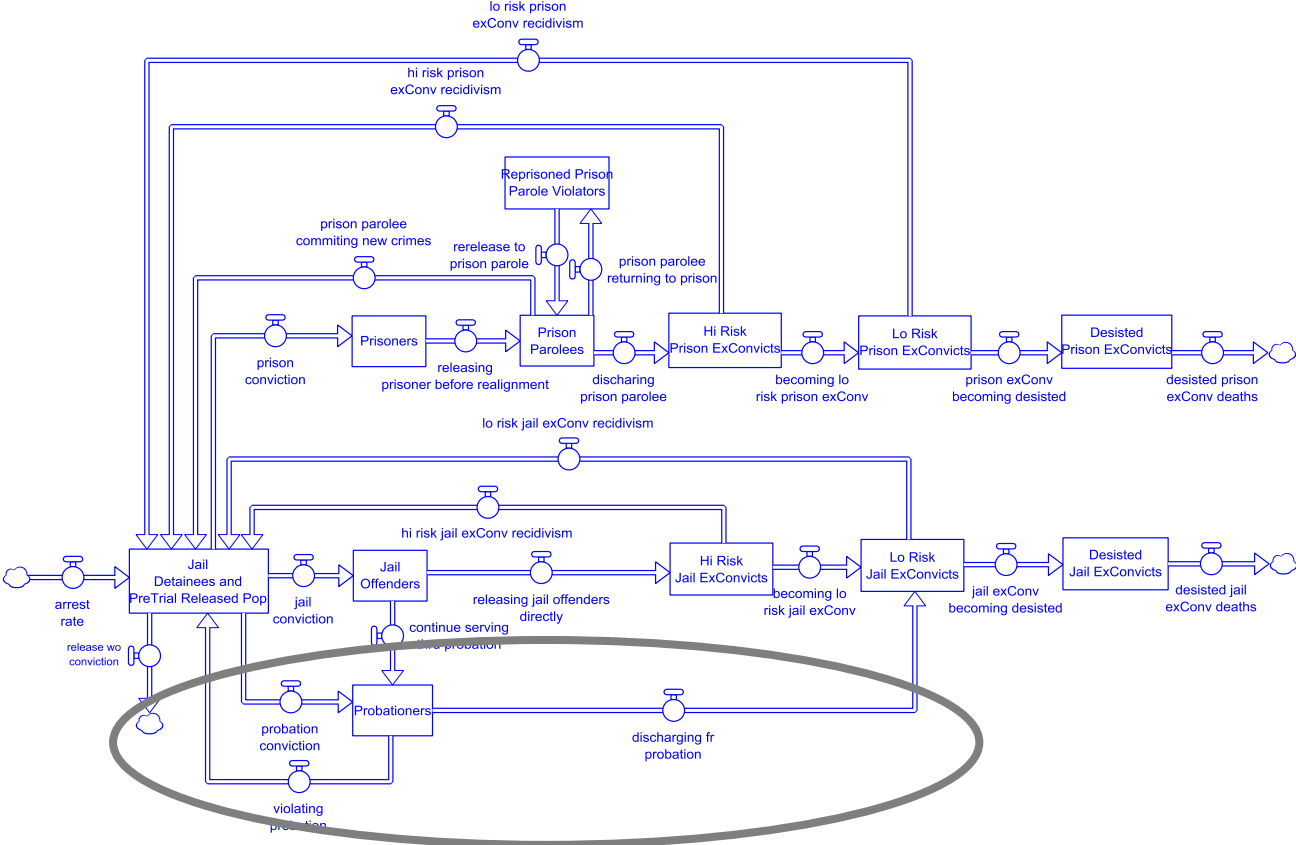 lo risk prison
exConv recidivism
hi risk prison
exConv recidivism
Reprisoned Prison
Parole Violators
prison parolee
commiting new crimes
rerelease to
prison parole
prison parolee
returning to prison
prison
conviction
Prisoners
releasing
prisoner before realignment
Prison
Parolees
discharing
prison parolee
Hi Risk
Prison ExConvicts
becoming lo
risk prison exConv
Lo Risk
Prison ExConvicts
prison exConv
becoming desisted
Desisted
Prison ExConvicts
desisted prison
exConv deaths
lo risk jail exConv recidivism
hi risk jail exConv recidivism
arrest
rate
Jail
Detainees and
PreTrial Released Pop
jail
conviction
Jail
Offenders
releasing jail offenders
directly
Hi Risk
Jail ExConvicts
becoming lo
risk jail exConv
Lo Risk
Jail ExConvicts
jail exConv
becoming desisted
Desisted
Jail ExConvicts
desisted jail
exConv deaths
release wo
conviction
continue serving
thro probation
probation
conviction
Probationers
discharging fr
probation
violating
probation